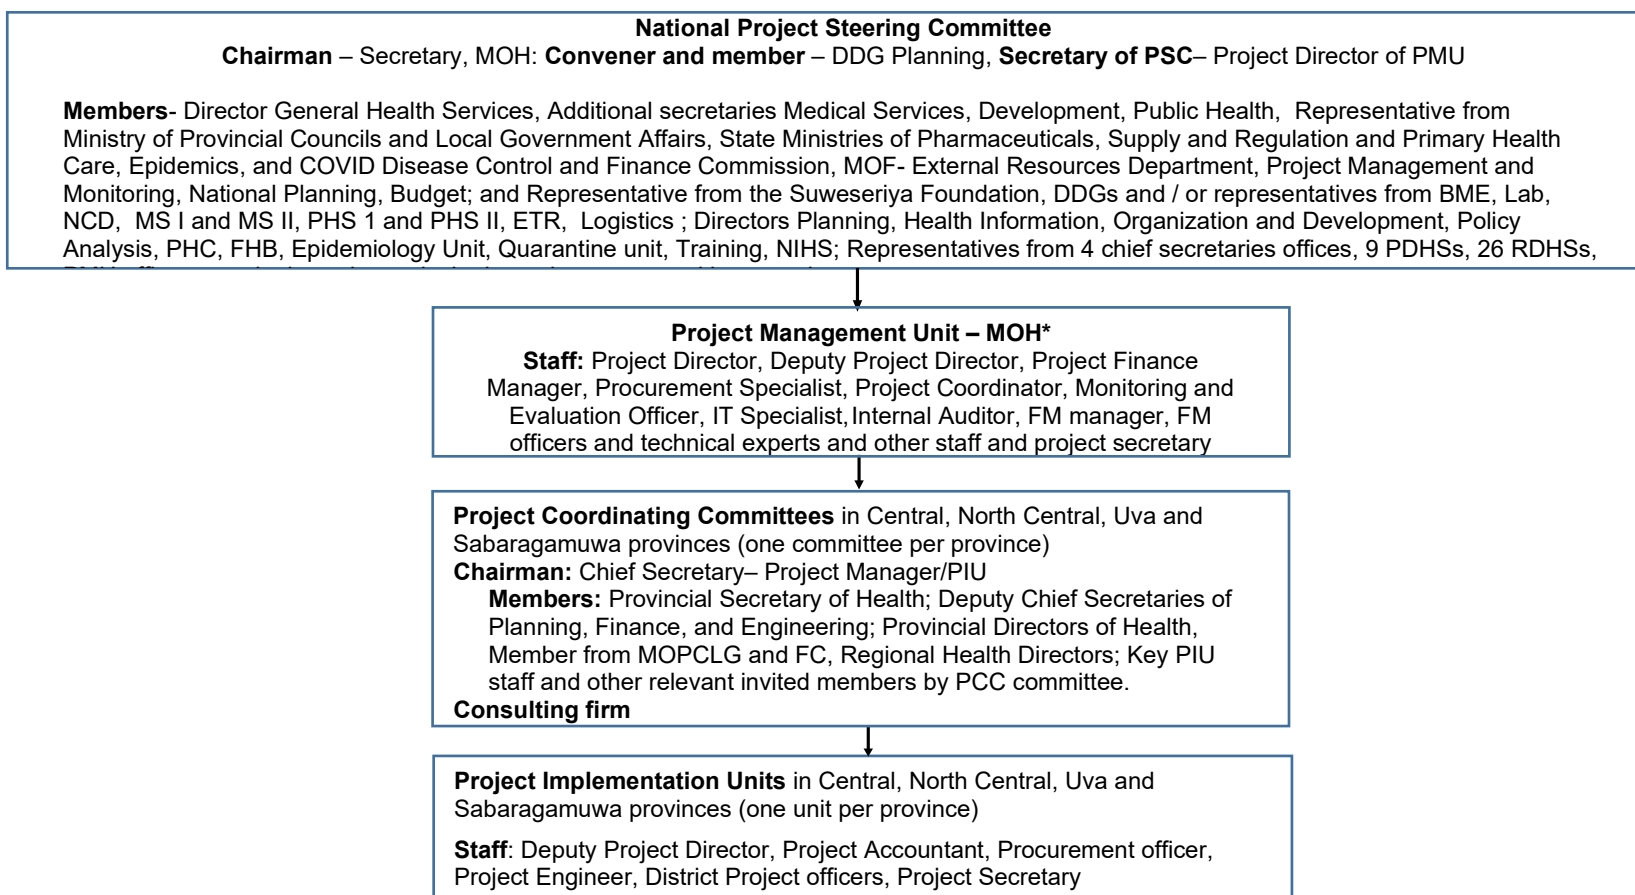 National Project Steering Committee
Chairman – Secretary, MOH: Convener and member – DDG Planning, Secretary of PSC– Project Director of PMU
Members- Director General Health Services, Additional secretaries Medical Services, Development, Public Health, Representative from
Ministry of Provincial Councils and Local Government Affairs, State Ministries of Pharmaceuticals, Supply and Regulation and Primary Health
Care, Epidemics, and COVID Disease Control and Finance Commission, MOF- External Resources Department, Project Management and
Monitoring, National Planning, Budget; and Representative from the Suweseriya Foundation, DDGs and / or representatives from BME, Lab,
NCD, MS I and MS II, PHS 1 and PHS II, ETR, Logistics ; Directors Planning, Health Information, Organization and Development, Policy
Analysis, PHC, FHB, Epidemiology Unit, Quarantine unit, Training, NIHS; Representatives from 4 chief secretaries offices, 9 PDHSs, 26 RDHSs,
Project Management Unit – MOH*
Staff: Project Director, Deputy Project Director, Project Finance
Manager, Procurement Specialist, Project Coordinator, Monitoring and
Evaluation Officer, IT Specialist, Internal Auditor, FM manager, FM
officers and technical experts and other staff and project secretary
Project Coordinating Committees in Central, North Central, Uva and
Sabaragamuwa provinces (one committee per province)
Chairman: Chief Secretary– Project Manager/PIU
Members: Provincial Secretary of Health; Deputy Chief Secretaries of
Planning, Finance, and Engineering; Provincial Directors of Health,
Member from MOPCLG and FC, Regional Health Directors; Key PIU
staff and other relevant invited members by PCC committee.
Consulting firm
Project Implementation Units in Central, North Central, Uva and
Sabaragamuwa provinces (one unit per province)
Staff: Deputy Project Director, Project Accountant, Procurement officer,
Project Engineer, District Project officers, Project Secretary